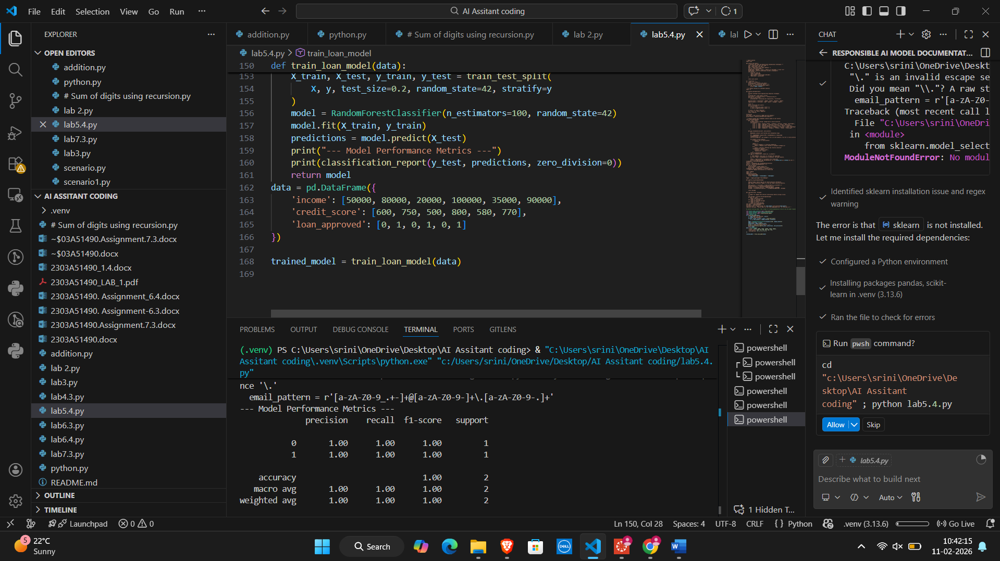 File Edit Selection View Go Run ···
AI Assitant coding
1
EXPLORER
OPEN EDITORS
addition.py
python.py
# Sum of digits using recursion.py
lab 2.py
lab5.4.py
lab7.3.py
lab3.py
scenario.py
scenario1.py
AI ASSITANT CODING
.venv
# Sum of digits using recursion.py
~$03A51490.Assignment.7.3.docx
~$03A51490.docx
2303A51490_1.4.docx
2303A51490_LAB_1.pdf
2303A51490. Assignment_6.4.docx
2303A51490. Assignment-6.3.docx
2303A51490.Assignment.7.3.docx
2303A51490.docx
addition.py
lab 2.py
lab3.py
lab4.3.py
lab5.4.py
lab6.3.py
lab6.4.py
lab7.3.py
python.py
README.md
OUTLINE
TIMELINE
addition.py python.py # Sum of digits using recursion.py lab 2.py lab5.4.py lal
lab5.4.py > train_loan_model
150 def train_loan_model(data):
153 X_train, X_test, y_train, y_test = train_test_split(
154 X, y, test_size=0.2, random_state=42, stratify=y
155 )
156 model = RandomForestClassifier(n_estimators=100, random_state=42)
157 model.fit(X_train, y_train)
158 predictions = model.predict(X_test)
159 print("--- Model Performance Metrics ---")
160 print(classification_report(y_test, predictions, zero_division=0))
161 return model
162 data = pd.DataFrame({
163 'income': [50000, 80000, 20000, 100000, 35000, 90000],
164 'credit_score': [600, 750, 500, 800, 580, 770],
165 'loan_approved': [0, 1, 0, 1, 0, 1]
166 })
167
168 trained_model = train_loan_model(data)
169
PROBLEMS OUTPUT DEBUG CONSOLE TERMINAL PORTS GITLENS
(.venv) PS C:\Users\srini\OneDrive\Desktop\AI Assitant coding> & "C:\Users\srini\OneDrive\Desktop\AI
Assitant coding\.venv\Scripts\python.exe" "c:/Users/srini/OneDrive/Desktop/AI Assitant coding/lab5.4.
py"
nce '\.'
email_pattern = r'[a-zA-Z0-9_.+-]+@[a-zA-Z0-9-]+\.[a-zA-Z0-9-.]+'
--- Model Performance Metrics ---
precision recall f1-score support
0 1.00 1.00 1.00 1
1 1.00 1.00 1.00 1
accuracy 1.00 2
macro avg 1.00 1.00 1.00 2
weighted avg 1.00 1.00 1.00 2
powershell
powershell
powershell
powershell
powershell
powershell
1 Hidden T...
CHAT
RESPONSIBLE AI MODEL DOCUMENTAT...
C:\Users\srini\OneDrive\Deskt
"\." is an invalid escape se
Did you mean "\\."? A raw st
email_pattern = r'[a-zA-Z0-
Traceback (most recent call l
File "C:\Users\srini\OneDri
in <module>
from sklearn.model_select
ModuleNotFoundError: No modul
Identified sklearn installation issue and regex
warning
The error is that sklearn is not installed.
Let me install the required dependencies:
Configured a Python environment
Installing packages pandas, scikit-
learn in .venv (3.13.6)
Ran the file to check for errors
Run pwsh command?
cd
"c:\Users\srini\OneDrive\De
sktop\AI Assitant
coding" ; python lab5.4.py
Allow Skip
lab5.4.py
Describe what to build next
Auto
Launchpad 0 0 Ln 150, Col 28 Spaces: 4 UTF-8 CRLF {} Python .venv (3.13.6) Go Live
5
22°C
Sunny
Search
DELL
10:42:15
11-02-2026